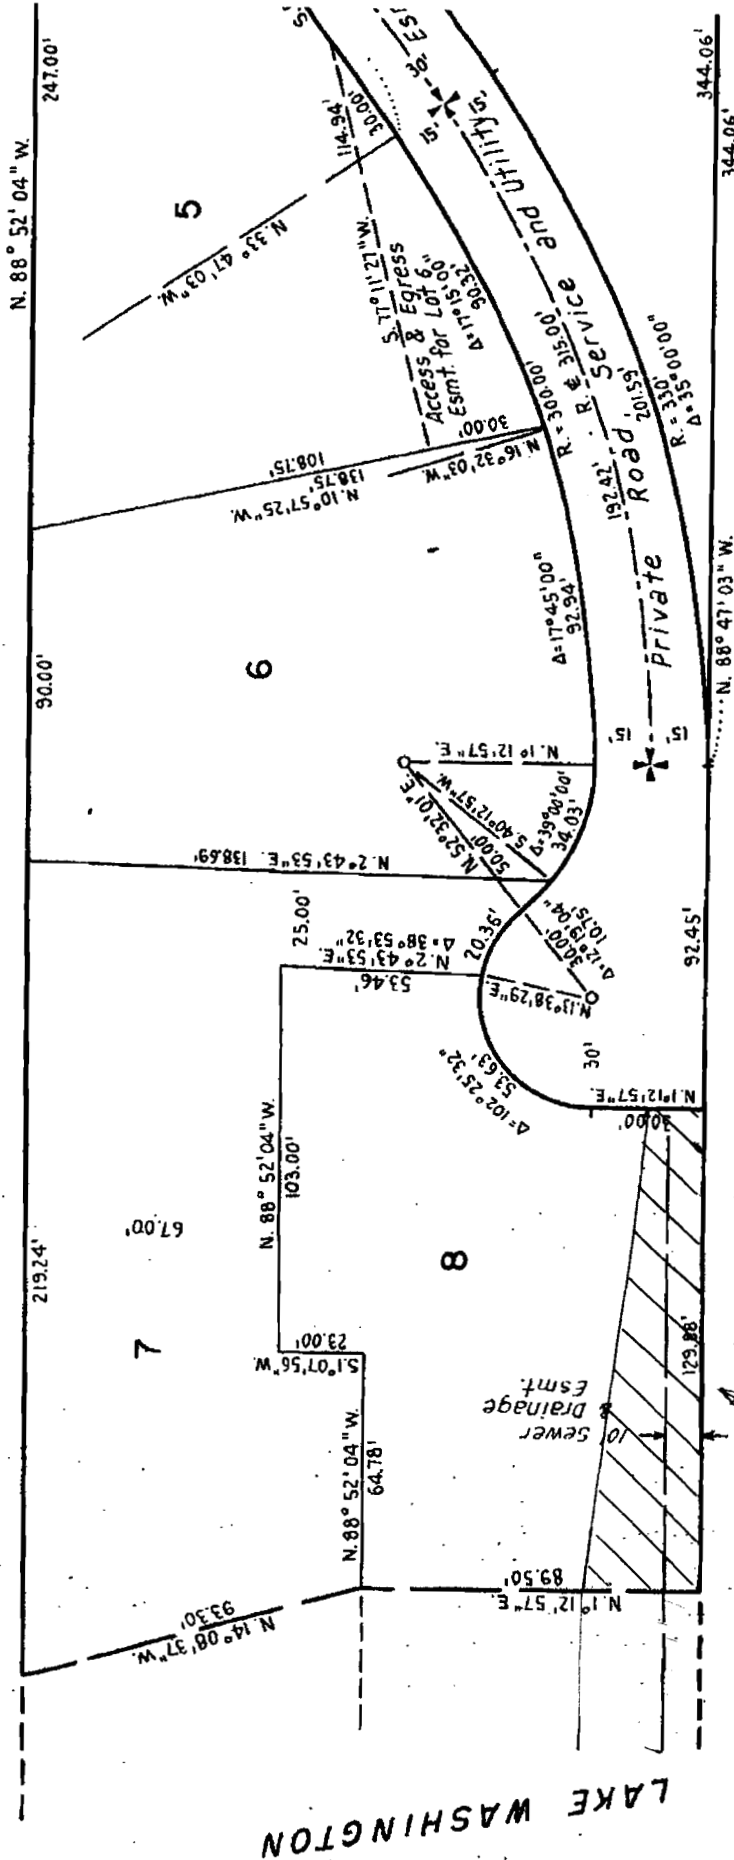 N. 88° 52' 04" W.
247.00'
5
N. 33° 47' 03" W.
30.00'
114.94'
S. 77° 11' 27" W.
Access & Egress
Esmt. for Lot 6
Δ=17°15'00"
90.32'
30'
15'
15'
344.06'
344.06'
Private Road, Service and Utility
R. ₵ 315.00'
192.42'
R. = 300.00'
201.59'
R. = 330'
Δ=35°00'00"
108.75'
138.75'
N. 10° 57' 25" W.
30.00'
N. 16° 32' 03" W.
90.00'
6
Δ=17°45'00"
92.94'
N. 1° 12' 57" E.
15'
15'
N. 88° 47' 03" W.
N. 52° 32' 01" E.
S. 40° 12' 57" W.
50.00'
Δ=39°00'00"
34.03'
N. 2° 43' 53" E. 138.69'
25.00'
20.36'
Δ=38°53'32"
N. 2° 43' 53" E.
53.46'
30.00'
Δ=12°19'04"
10.75'
N. 13° 38' 29" E.
92.45'
Δ=102°25'32"
53.63'
30'
N. 1° 12' 57" E.
30.00'
N. 88° 52' 04" W.
103.00'
67.00'
219.24'
7
8
23.00'
S. 1° 07' 56" W.
N. 88° 52' 04" W.
64.78'
Sewer & Drainage
Esmt.
10'
129.88'
89.50'
N. 1° 12' 57" E.
93.30'
N. 14° 08' 37" W.
LAKE WASHINGTON